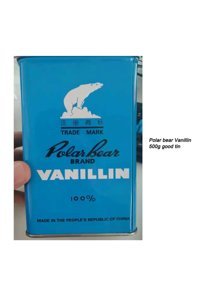 TRADE MARK
Polar bear
BRAND
VANILLIN
100%
MADE IN THE PEOPLE'S REPUBLIC OF CHINA
Polar bear Vanillin
500g good tin